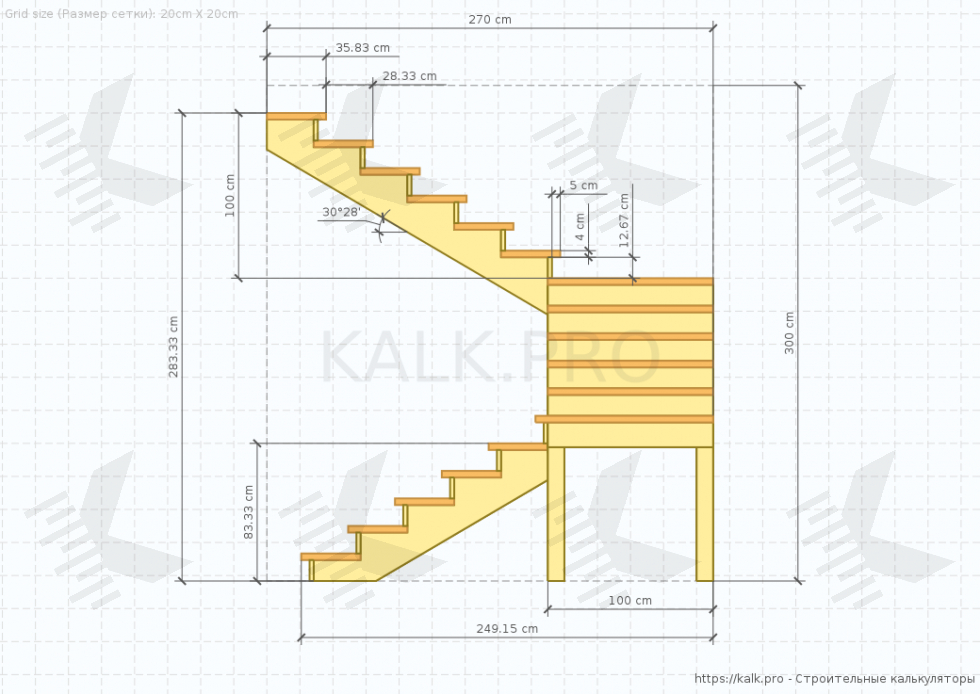 Grid size (Размер сетки): 20cm X 20cm
270 cm
35.83 cm
28.33 cm
5 cm
4 cm
12.67 cm
100 cm
30°28'
283.33 cm
300 cm
KALK.PRO
83.33 cm
100 cm
249.15 cm
https://kalk.pro - Строительные калькуляторы